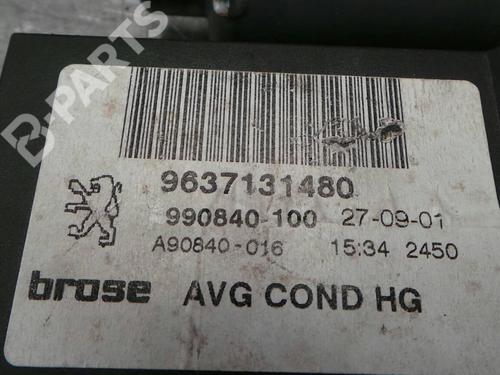 B-PARTS
9637131480
990840-100 27-09-01
A90840-016 15:34 2450
brose AVG COND HG